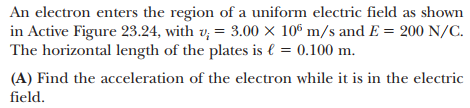 An electron enters the region of a uniform electric field as shown
in Active Figure 23.24, with vᵢ = 3.00 × 10⁶ m/s and E = 200 N/C.
The horizontal length of the plates is ℓ = 0.100 m.
(A) Find the acceleration of the electron while it is in the electric
field.